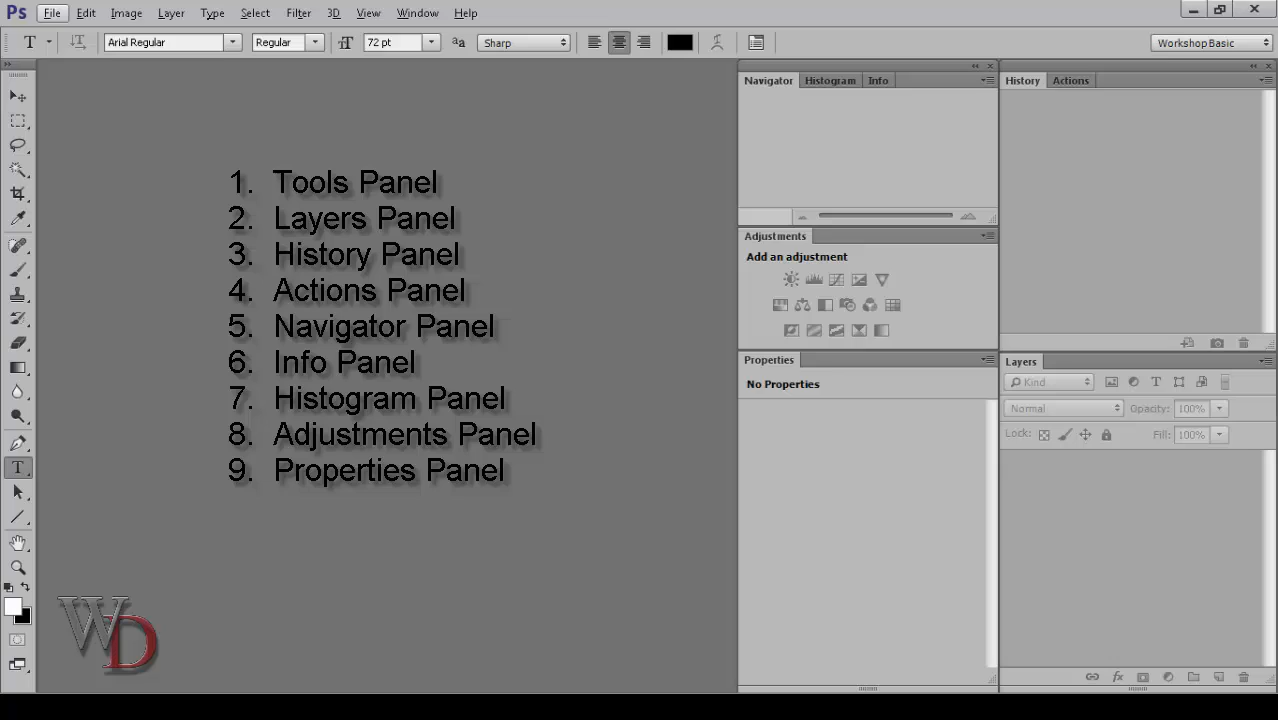 Ps File Edit Image Layer Type Select Filter 3D View Window Help
T Arial Regular Regular 72 pt aa Sharp WorkshopBasic
Navigator Histogram Info
History Actions
1. Tools Panel
2. Layers Panel
3. History Panel
4. Actions Panel
5. Navigator Panel
6. Info Panel
7. Histogram Panel
8. Adjustments Panel
9. Properties Panel
Adjustments
Add an adjustment
Properties
No Properties
Layers
Kind
Normal Opacity: 100%
Lock: Fill: 100%
fx
WD